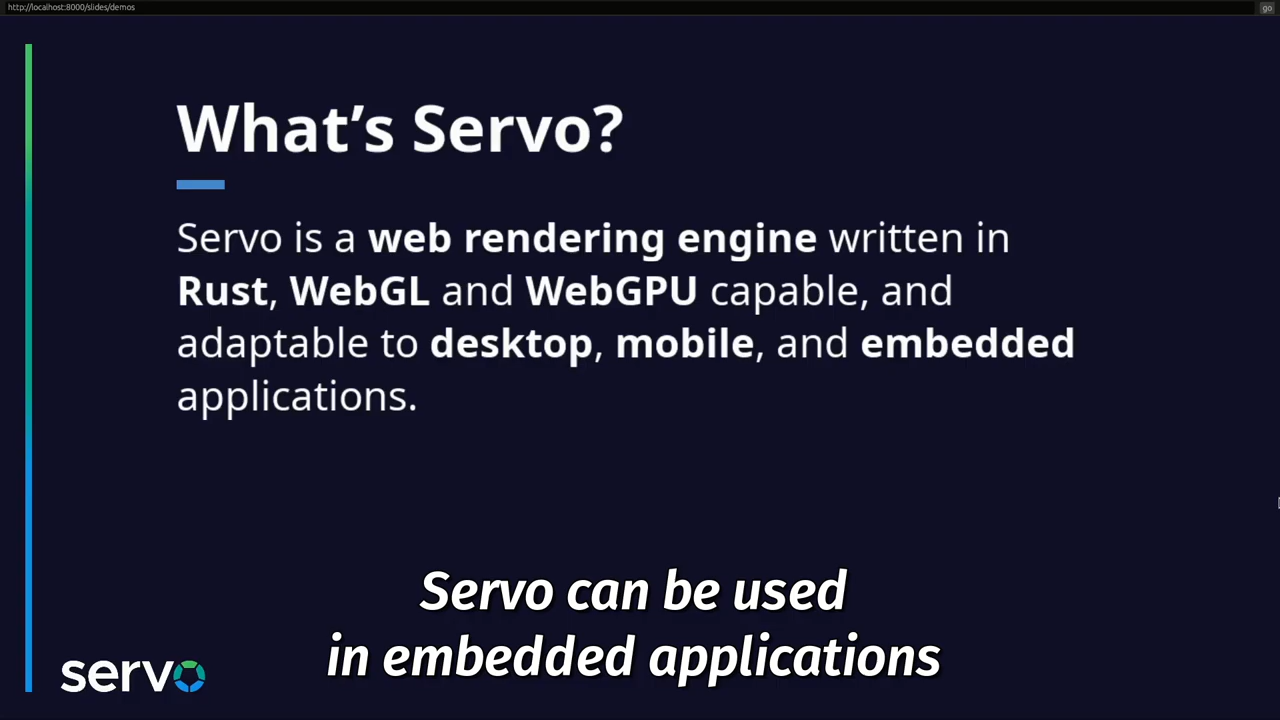 http://localhost:8000/slides/demos
go
What’s Servo?
Servo is a web rendering engine written in
Rust, WebGL and WebGPU capable, and
adaptable to desktop, mobile, and embedded
applications.
Servo can be used
in embedded applications
servo